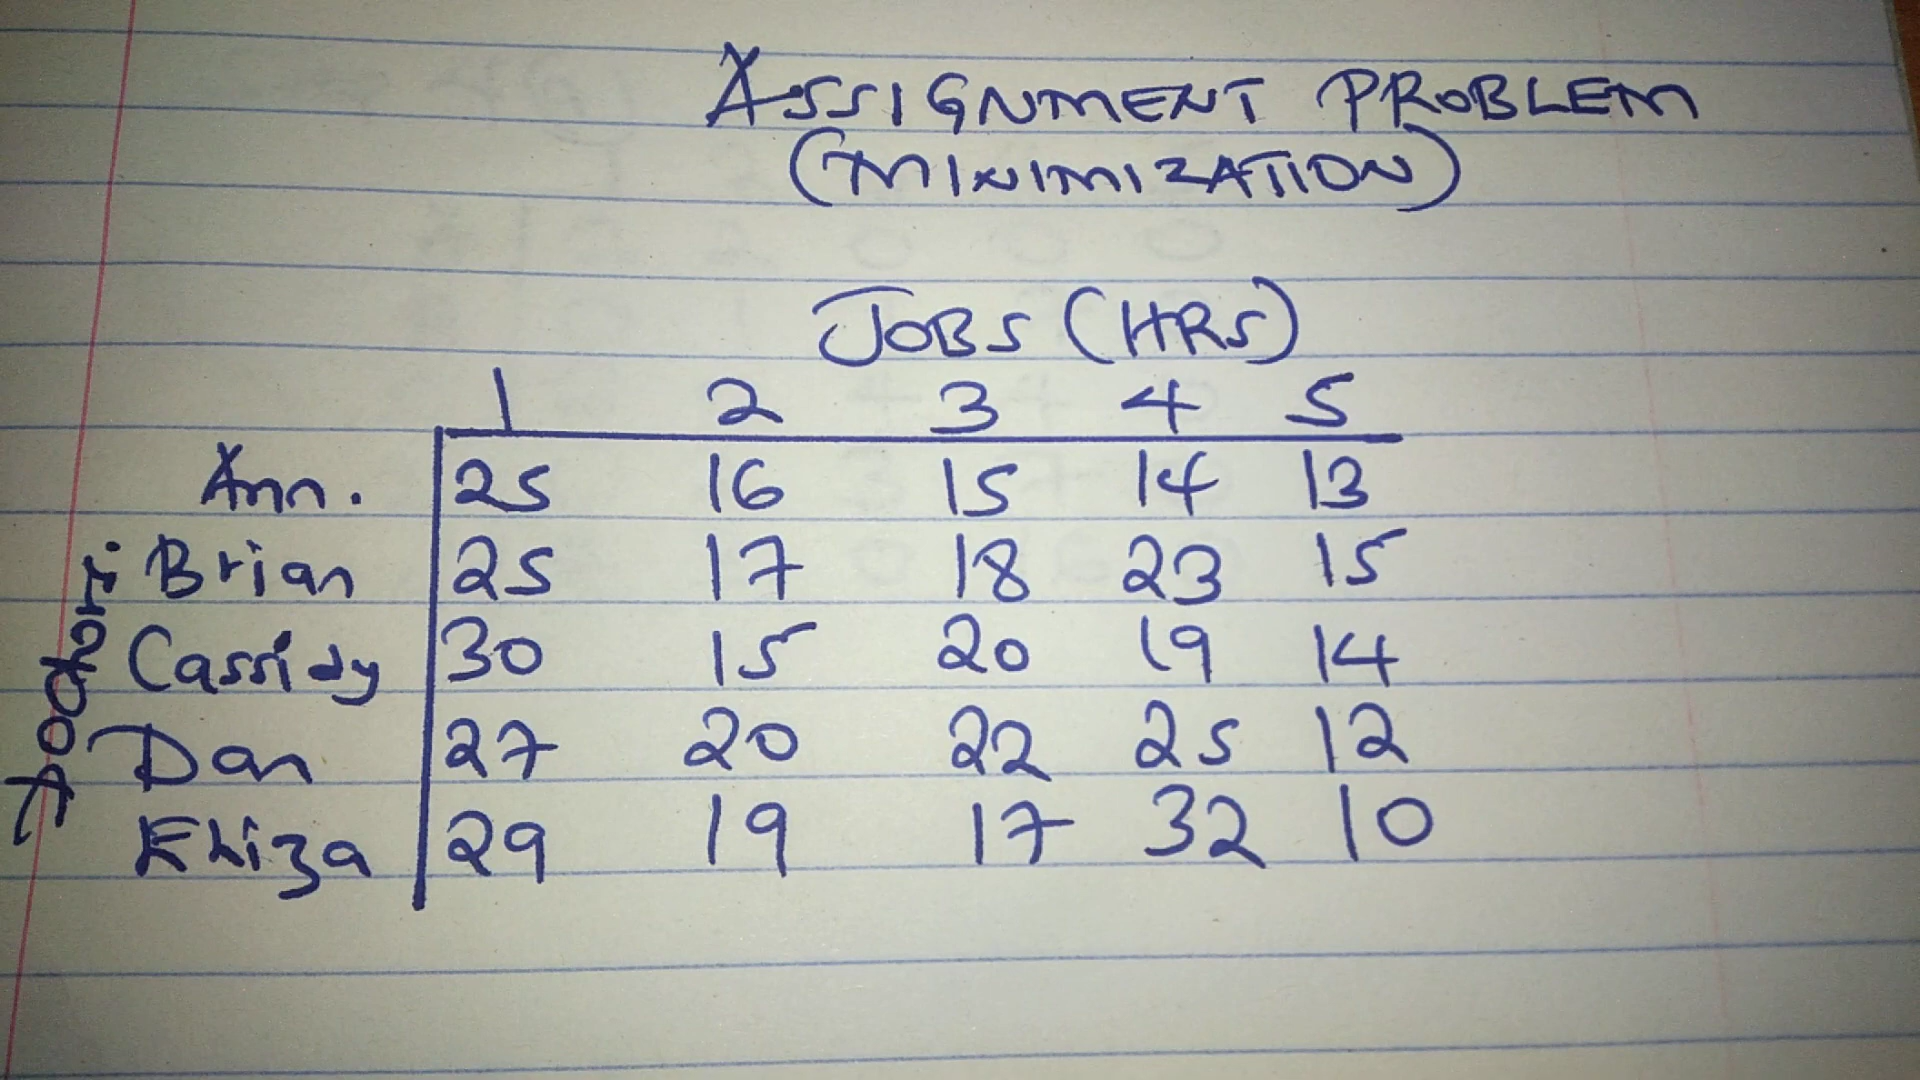 ASSIGNMENT PROBLEM
(MINIMIZATION)
JOBS (HRS)
1 2 3 4 5
Ann. 25 16 15 14 13
Brian 25 17 18 23 15
Cassidy 30 15 20 19 14
Dan 27 20 22 25 12
Eliza 29 19 17 32 10